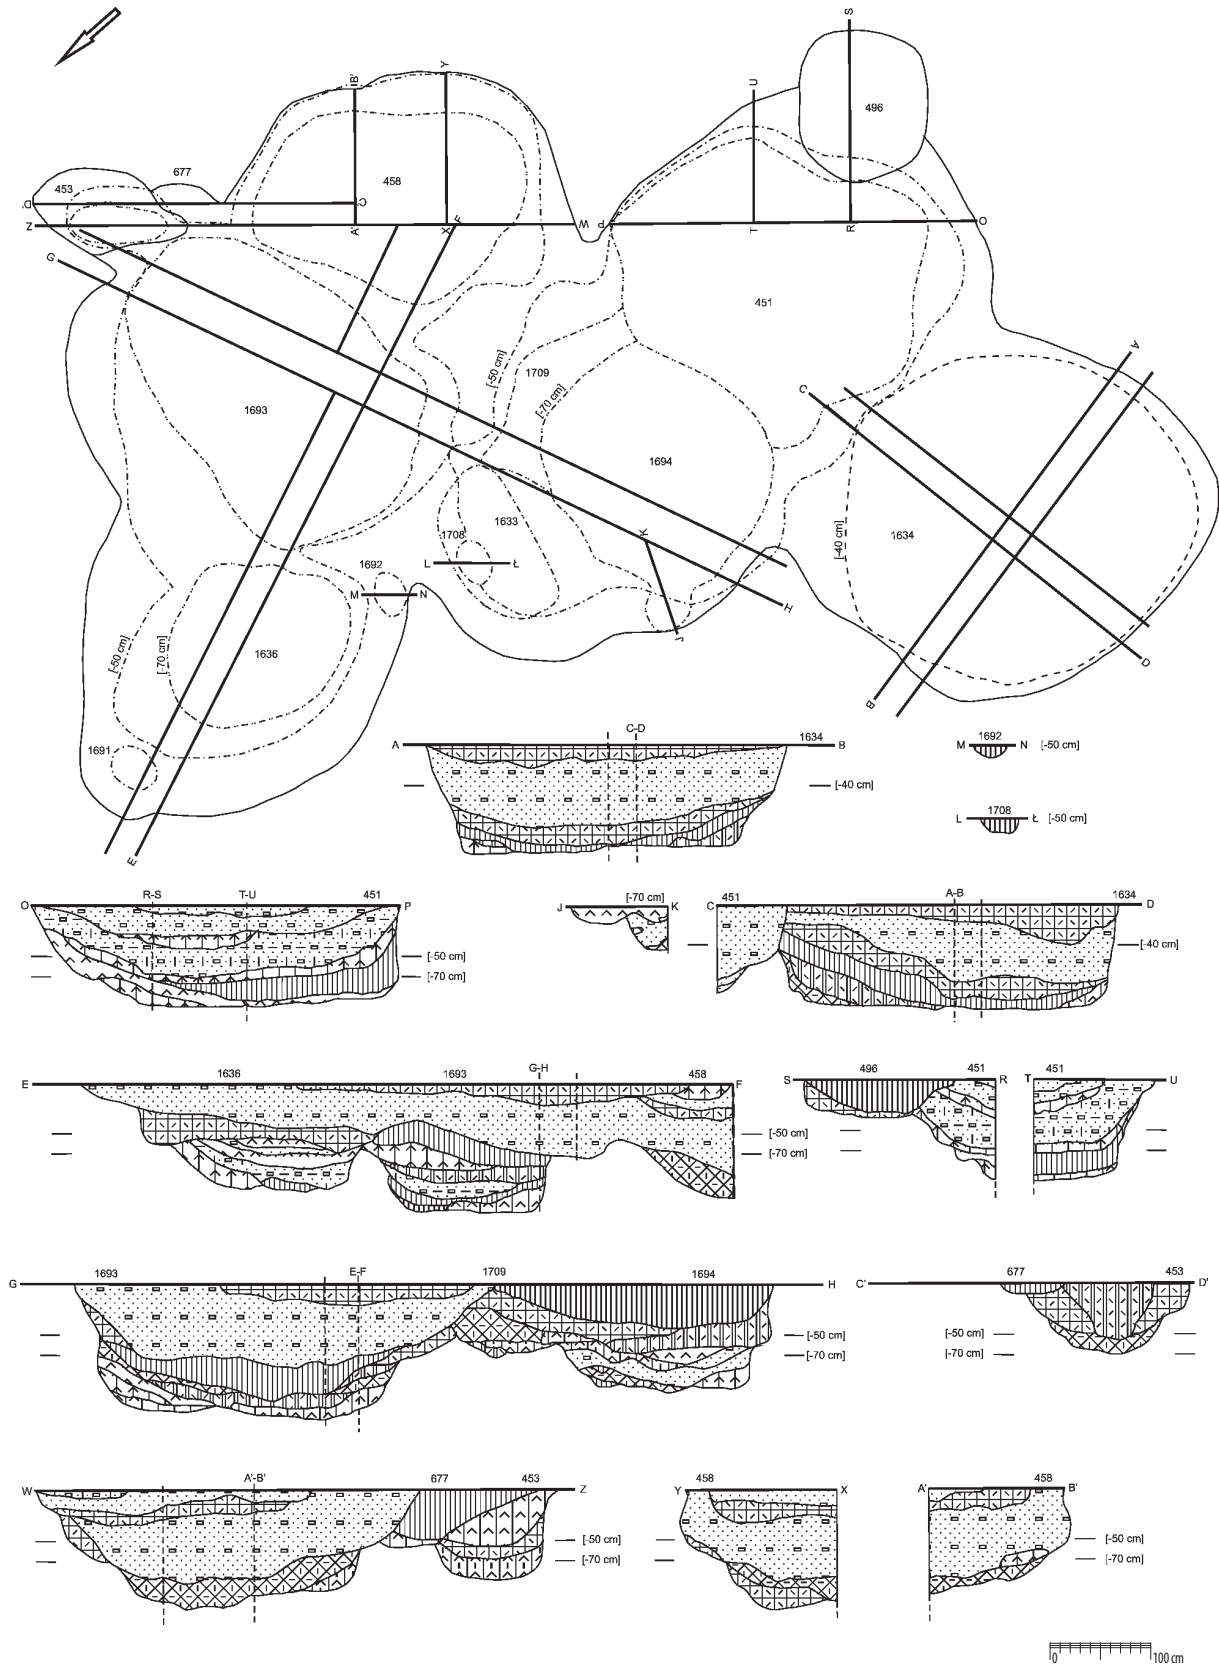 S
U
496
B'
Y
453
677
458
D'
C'
Z
A'
X
F
W
P
T
R
O
G
451
[-50 cm]
1709
[-70 cm]
A
C
1693
1694
K
1708
1633
[-40 cm]
1634
1692
L
Ł
M
N
H
J
[-50 cm]
[-70 cm]
1636
D
B
1691
E
C-D
1634
A
B
[-40 cm]
1692
M
N
[-50 cm]
1708
L
Ł
[-50 cm]
R-S
T-U
451
O
P
[-50 cm]
[-70 cm]
[-70 cm]
J
K
451
A-B
1634
C
D
[-40 cm]
1636
1693
G-H
458
E
F
[-50 cm]
[-70 cm]
496
451
S
R
T
451
U
1693
E-F
1709
1694
G
H
[-50 cm]
[-70 cm]
677
453
C'
D'
[-50 cm]
[-70 cm]
A'-B'
677
453
W
Z
[-50 cm]
[-70 cm]
458
Y
X
A'
458
B'
[-50 cm]
[-70 cm]
0
100 cm